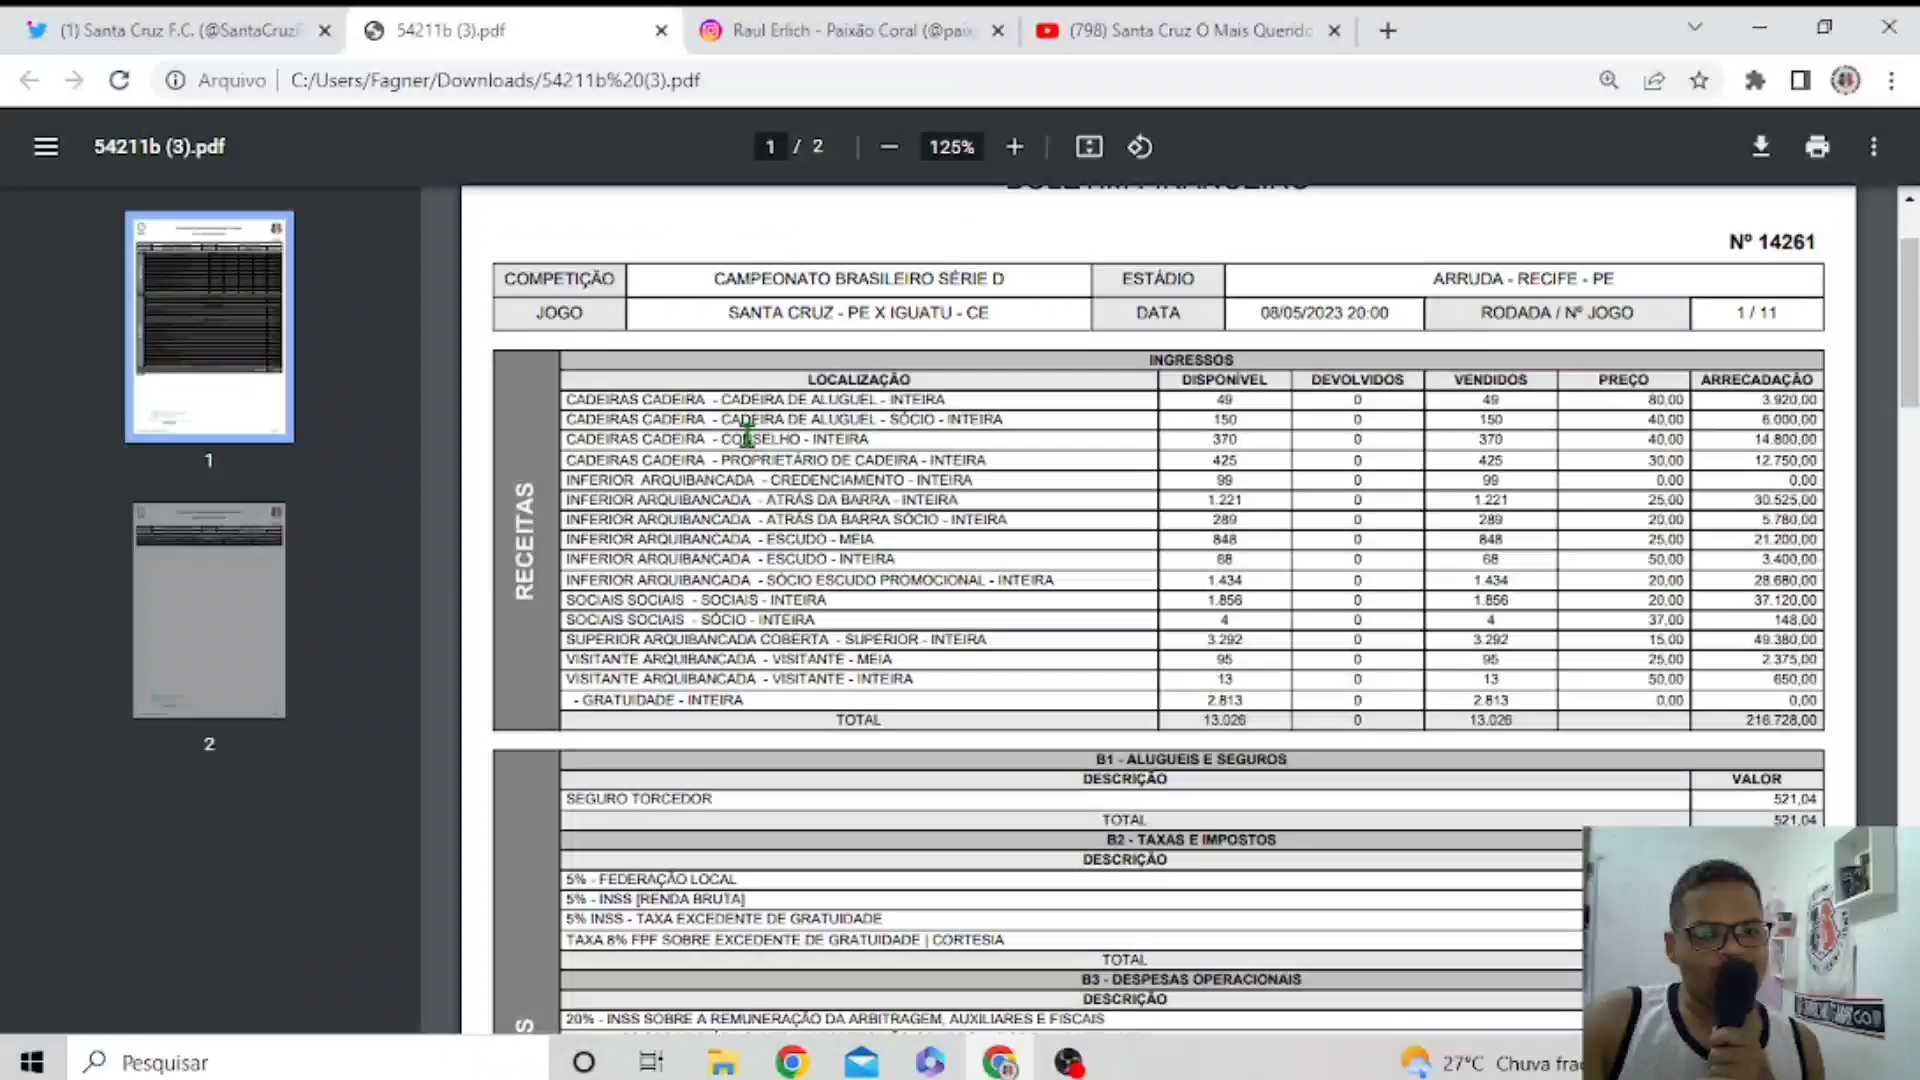 (1) Santa Cruz F.C. (@SantaCruz
54211b (3).pdf
Raul Erlich - Paixão Coral (@paix
(798) Santa Cruz O Mais Querido
Arquivo
C:/Users/Fagner/Downloads/54211b%20(3).pdf
54211b (3).pdf
1 / 2
125%
1
2
BOLETIM FINANCEIRO
Nº 14261
COMPETIÇÃO CAMPEONATO BRASILEIRO SÉRIE D ESTÁDIO ARRUDA - RECIFE - PE
JOGO SANTA CRUZ - PE X IGUATU - CE DATA 08/05/2023 20:00 RODADA / Nº JOGO 1 / 11
RECEITAS
INGRESSOS
LOCALIZAÇÃO DISPONÍVEL DEVOLVIDOS VENDIDOS PREÇO ARRECADAÇÃO
CADEIRAS CADEIRA - CADEIRA DE ALUGUEL - INTEIRA 49 0 49 80,00 3.920,00
CADEIRAS CADEIRA - CADEIRA DE ALUGUEL - SÓCIO - INTEIRA 150 0 150 40,00 6.000,00
CADEIRAS CADEIRA - CONSELHO - INTEIRA 370 0 370 40,00 14.800,00
CADEIRAS CADEIRA - PROPRIETÁRIO DE CADEIRA - INTEIRA 425 0 425 30,00 12.750,00
INFERIOR ARQUIBANCADA - CREDENCIAMENTO - INTEIRA 99 0 99 0,00 0,00
INFERIOR ARQUIBANCADA - ATRÁS DA BARRA - INTEIRA 1.221 0 1.221 25,00 30.525,00
INFERIOR ARQUIBANCADA - ATRÁS DA BARRA SÓCIO - INTEIRA 289 0 289 20,00 5.780,00
INFERIOR ARQUIBANCADA - ESCUDO - MEIA 848 0 848 25,00 21.200,00
INFERIOR ARQUIBANCADA - ESCUDO - INTEIRA 68 0 68 50,00 3.400,00
INFERIOR ARQUIBANCADA - SÓCIO ESCUDO PROMOCIONAL - INTEIRA 1.434 0 1.434 20,00 28.680,00
SOCIAIS SOCIAIS - SOCIAIS - INTEIRA 1.856 0 1.856 20,00 37.120,00
SOCIAIS SOCIAIS - SÓCIO - INTEIRA 4 0 4 37,00 148,00
SUPERIOR ARQUIBANCADA COBERTA - SUPERIOR - INTEIRA 3.292 0 3.292 15,00 49.380,00
VISITANTE ARQUIBANCADA - VISITANTE - MEIA 95 0 95 25,00 2.375,00
VISITANTE ARQUIBANCADA - VISITANTE - INTEIRA 13 0 13 50,00 650,00
- GRATUIDADE - INTEIRA 2.813 0 2.813 0,00 0,00
TOTAL 13.026 0 13.026 216.728,00
B1 - ALUGUEIS E SEGUROS
DESCRIÇÃO VALOR
SEGURO TORCEDOR 521,04
TOTAL 521,04
B2 - TAXAS E IMPOSTOS
DESCRIÇÃO
5% - FEDERAÇÃO LOCAL
5% - INSS [RENDA BRUTA]
5% INSS - TAXA EXCEDENTE DE GRATUIDADE
TAXA 8% FPF SOBRE EXCEDENTE DE GRATUIDADE | CORTESIA
TOTAL
B3 - DESPESAS OPERACIONAIS
DESCRIÇÃO
20% - INSS SOBRE A REMUNERAÇÃO DA ARBITRAGEM, AUXILIARES E FISCAIS
S
Pesquisar
27°C Chuva fra